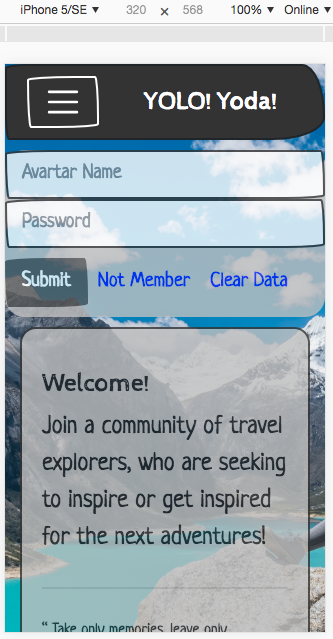 iPhone 5/SE ▼ 320 × 568 100% ▼ Online ▼
YOLO! Yoda!
Avartar Name
Password
Submit Not Member Clear Data
Welcome!
Join a community of travel
explorers, who are seeking
to inspire or get inspired
for the next adventures!
“ Take only memories, leave only